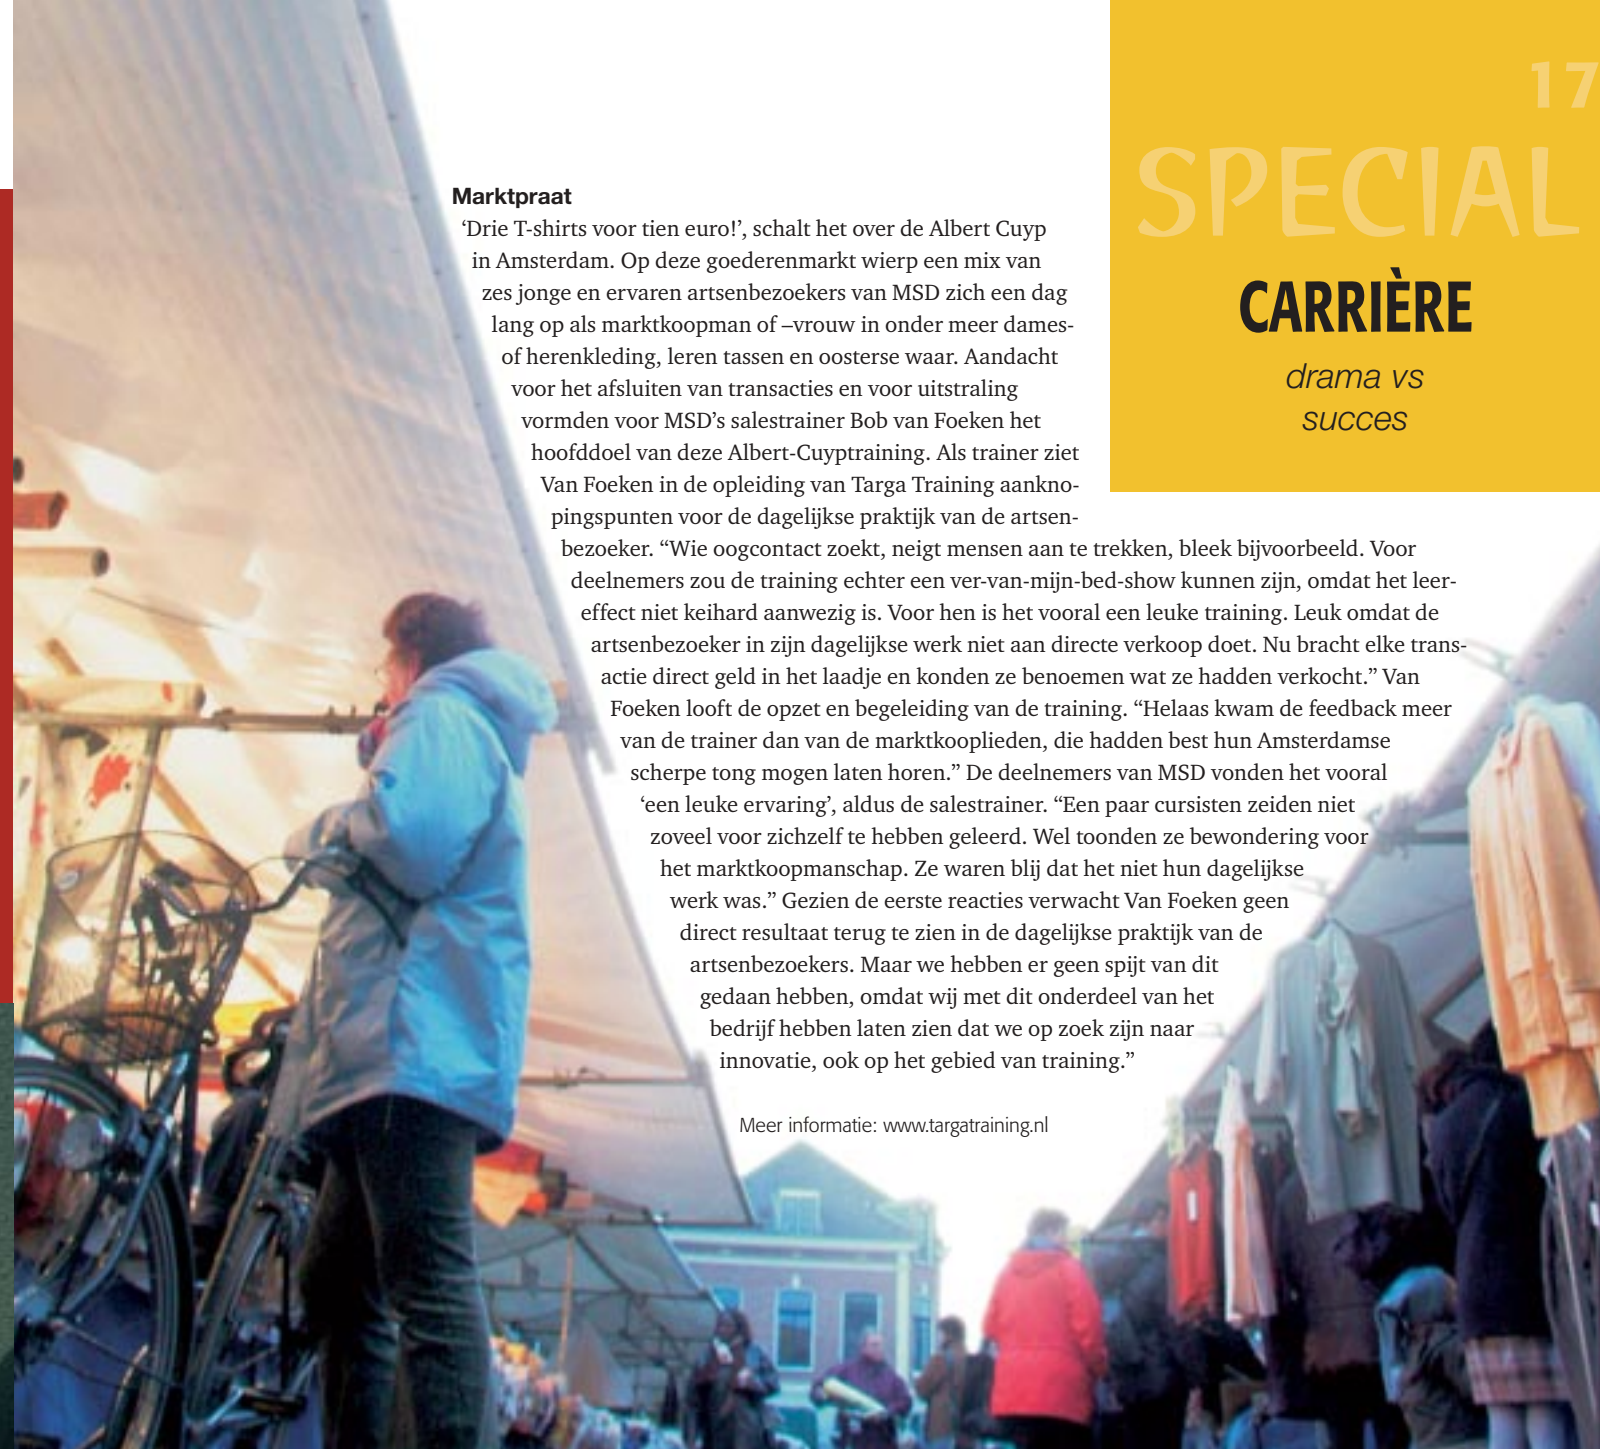 17
SPECIAL
CARRIÈRE
drama vs
succes
Marktpraat
‘Drie T-shirts voor tien euro!’, schalt het over de Albert Cuyp
in Amsterdam. Op deze goederenmarkt wierp een mix van
zes jonge en ervaren artsenbezoekers van MSD zich een dag
lang op als marktkoopman of –vrouw in onder meer dames-
of herenkleding, leren tassen en oosterse waar. Aandacht
voor het afsluiten van transacties en voor uitstraling
vormden voor MSD’s salestrainer Bob van Foeken het
hoofddoel van deze Albert-Cuyptraining. Als trainer ziet
Van Foeken in de opleiding van Targa Training aankno-
pingspunten voor de dagelijkse praktijk van de artsen-
bezoeker. “Wie oogcontact zoekt, neigt mensen aan te trekken, bleek bijvoorbeeld. Voor
deelnemers zou de training echter een ver-van-mijn-bed-show kunnen zijn, omdat het leer-
effect niet keihard aanwezig is. Voor hen is het vooral een leuke training. Leuk omdat de
artsenbezoeker in zijn dagelijkse werk niet aan directe verkoop doet. Nu bracht elke trans-
actie direct geld in het laadje en konden ze benoemen wat ze hadden verkocht.” Van
Foeken looft de opzet en begeleiding van de training. “Helaas kwam de feedback meer
van de trainer dan van de marktkooplieden, die hadden best hun Amsterdamse
scherpe tong mogen laten horen.” De deelnemers van MSD vonden het vooral
‘een leuke ervaring’, aldus de salestrainer. “Een paar cursisten zeiden niet
zoveel voor zichzelf te hebben geleerd. Wel toonden ze bewondering voor
het marktkoopmanschap. Ze waren blij dat het niet hun dagelijkse
werk was.” Gezien de eerste reacties verwacht Van Foeken geen
direct resultaat terug te zien in de dagelijkse praktijk van de
artsenbezoekers. Maar we hebben er geen spijt van dit
gedaan hebben, omdat wij met dit onderdeel van het
bedrijf hebben laten zien dat we op zoek zijn naar
innovatie, ook op het gebied van training.”
Meer informatie: www.targatraining.nl